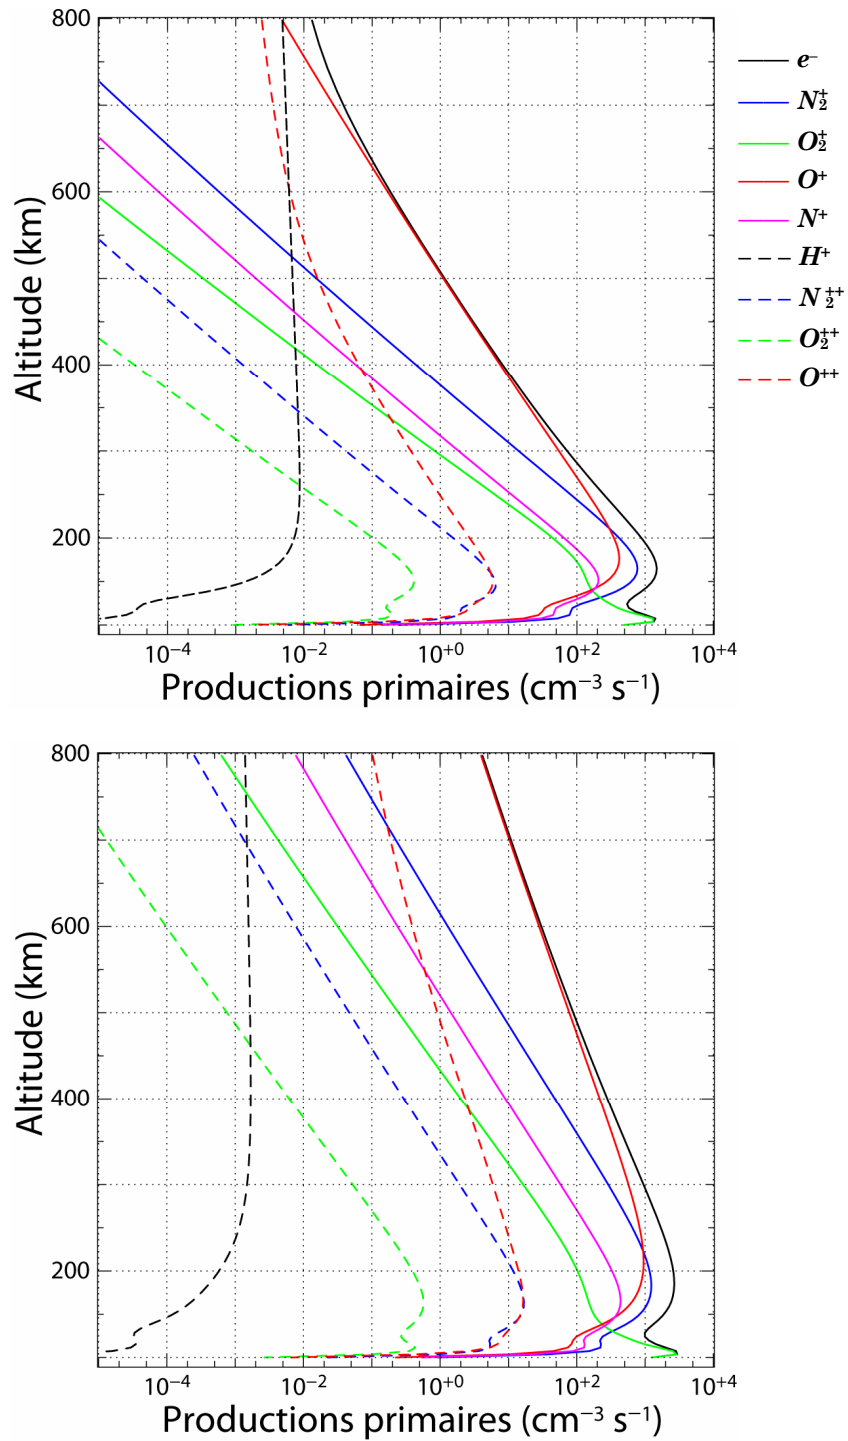 800
600
400
200
Altitude (km)
10⁻⁴ 10⁻² 10⁺⁰ 10⁺² 10⁺⁴
Productions primaires (cm⁻³ s⁻¹)
e⁻
N₂⁺
O₂⁺
O⁺
N⁺
H⁺
N₂⁺⁺
O₂⁺⁺
O⁺⁺
800
600
400
200
Altitude (km)
10⁻⁴ 10⁻² 10⁺⁰ 10⁺² 10⁺⁴
Productions primaires (cm⁻³ s⁻¹)